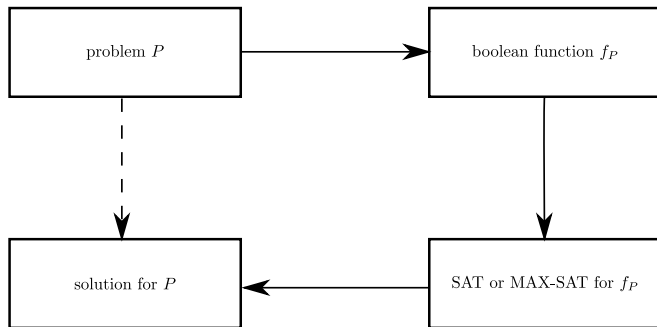 problem P
boolean function f_P
solution for P
SAT or MAX-SAT for f_P